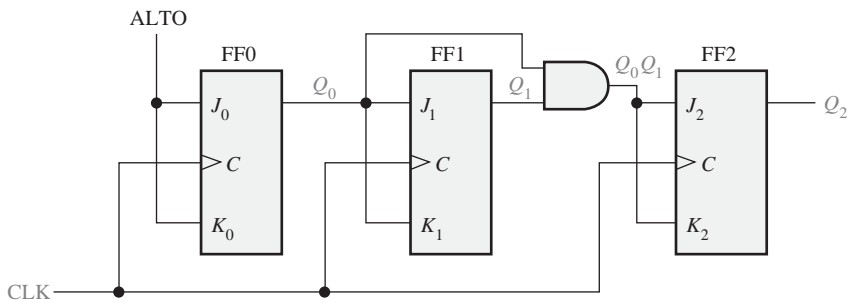 ALTO
FF0
FF1
FF2
Q₀
Q₁
Q₀Q₁
J₀
J₁
J₂
Q₂
C
C
C
K₀
K₁
K₂
CLK